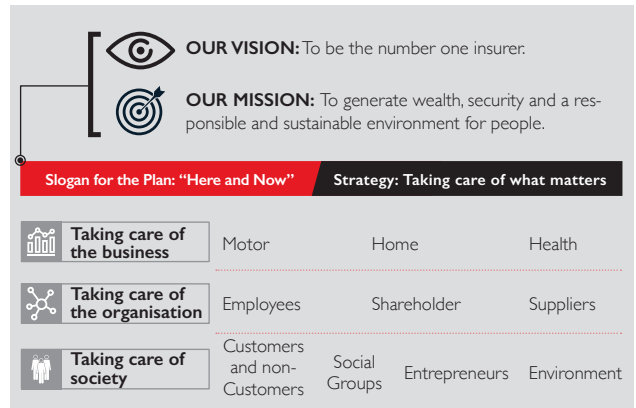 OUR VISION: To be the number one insurer.
OUR MISSION: To generate wealth, security and a res-
ponsible and sustainable environment for people.
Slogan for the Plan: “Here and Now” Strategy: Taking care of what matters
Taking care of
the business
Motor Home Health
Taking care of
the organisation
Employees Shareholder Suppliers
Taking care of
society
Customers
and non-
Customers
Social
Groups
Entrepreneurs Environment